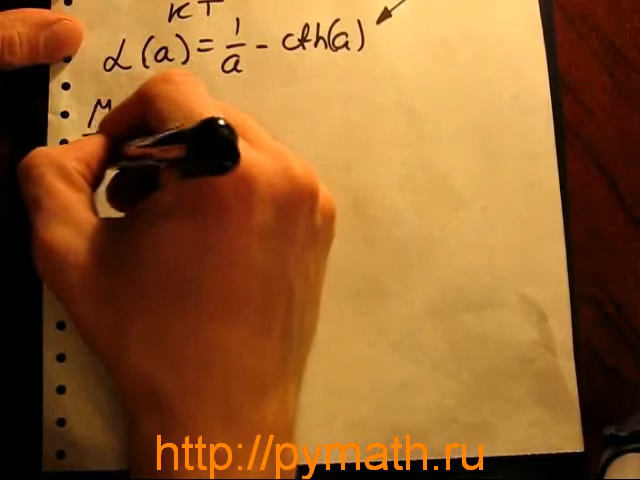 KT
α(a) = 1/a - cth(a)
M
http://pymath.ru